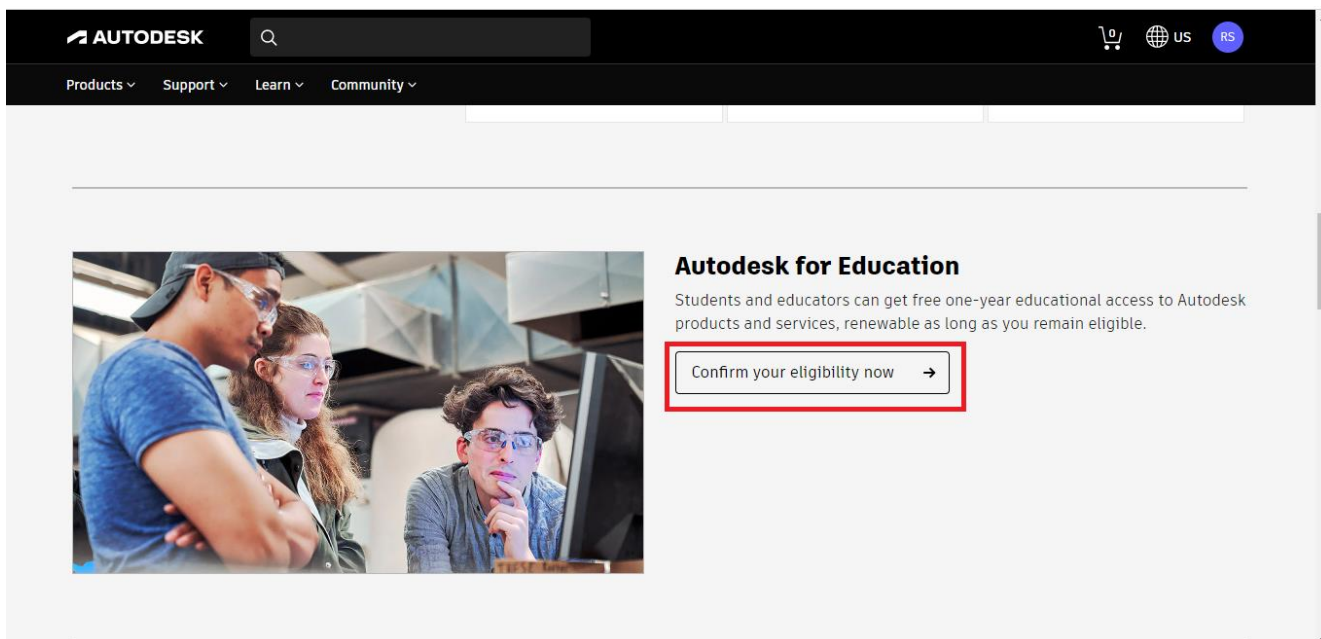 AUTODESK
0
US
RS
Products
Support
Learn
Community
Autodesk for Education
Students and educators can get free one-year educational access to Autodesk
products and services, renewable as long as you remain eligible.
Confirm your eligibility now →